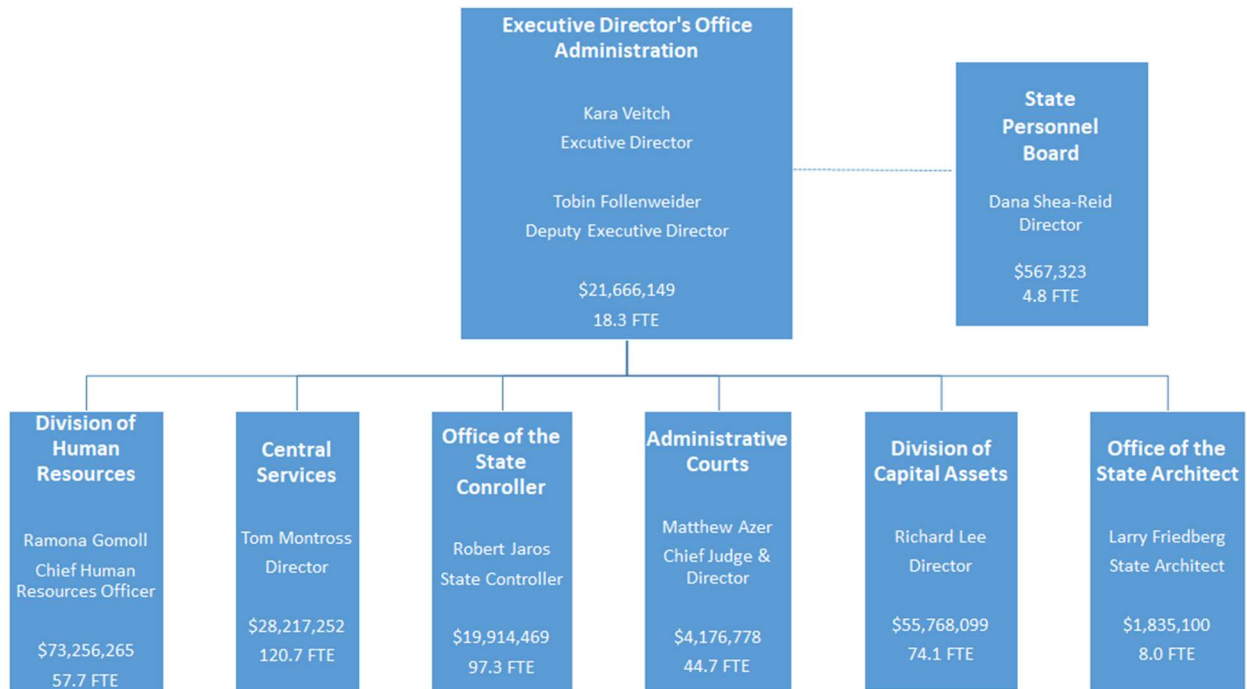 Executive Director's Office
Administration
Kara Veitch
Excutive Director
Tobin Follenweider
Deputy Executive Director
$21,666,149
18.3 FTE
State
Personnel
Board
Dana Shea-Reid
Director
$567,323
4.8 FTE
Division of
Human
Resources
Ramona Gomoll
Chief Human
Resources Officer
$73,256,265
57.7 FTE
Central
Services
Tom Montross
Director
$28,217,252
120.7 FTE
Office of the
State
Conroller
Robert Jaros
State Controller
$19,914,469
97.3 FTE
Administrative
Courts
Matthew Azer
Chief Judge &
Director
$4,176,778
44.7 FTE
Division of
Capital Assets
Richard Lee
Director
$55,768,099
74.1 FTE
Office of the
State Architect
Larry Friedberg
State Architect
$1,835,100
8.0 FTE